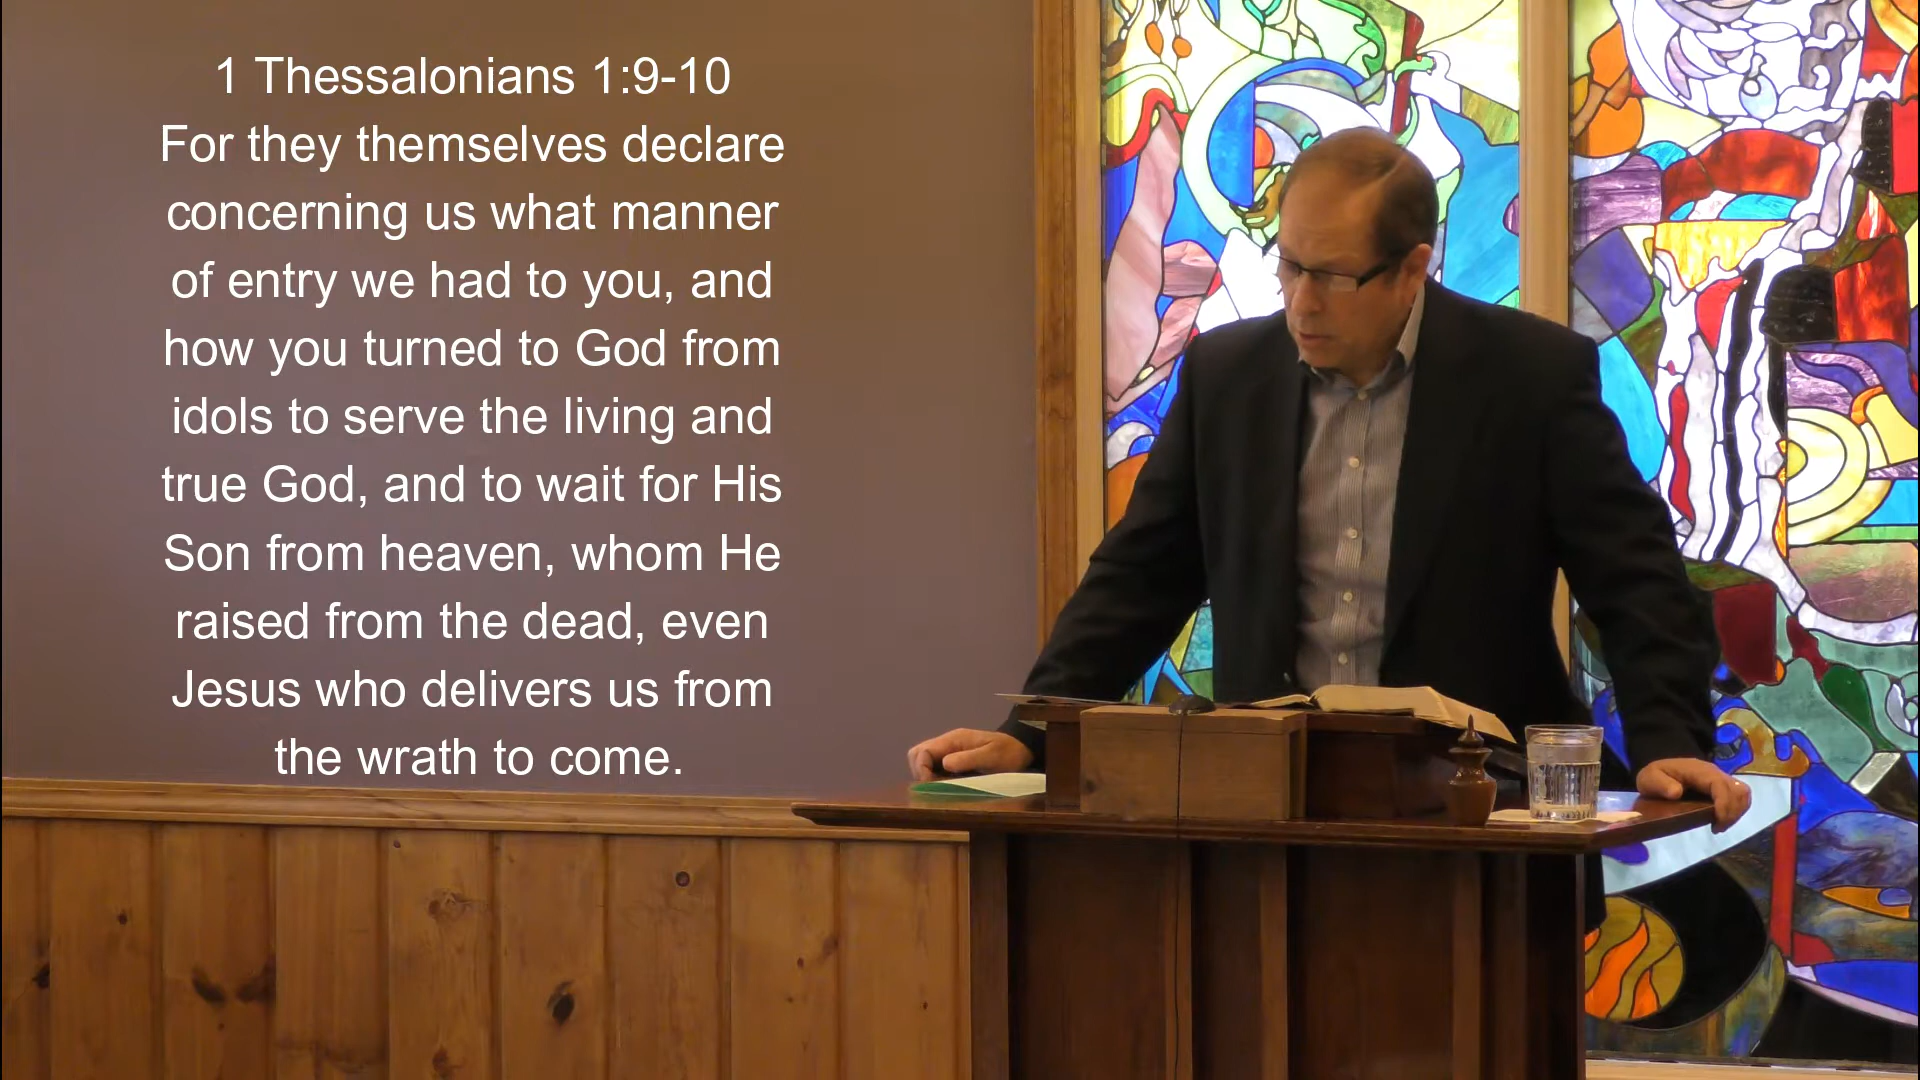 1 Thessalonians 1:9-10
For they themselves declare
concerning us what manner
of entry we had to you, and
how you turned to God from
idols to serve the living and
true God, and to wait for His
Son from heaven, whom He
raised from the dead, even
Jesus who delivers us from
the wrath to come.